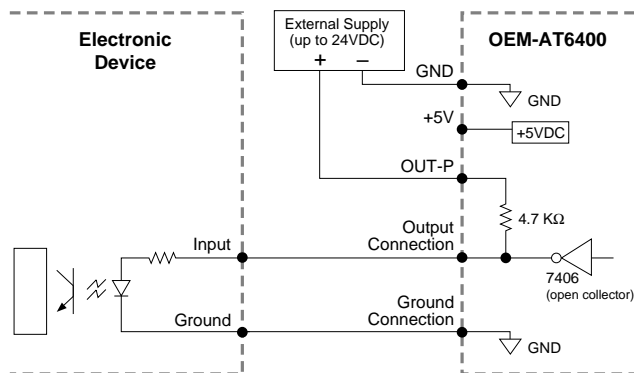 Electronic
Device
External Supply
(up to 24VDC)
+ –
OEM-AT6400
GND
GND
+5V
+5VDC
OUT-P
4.7 KΩ
Input
Output
Connection
7406
(open collector)
Ground
Ground
Connection
GND